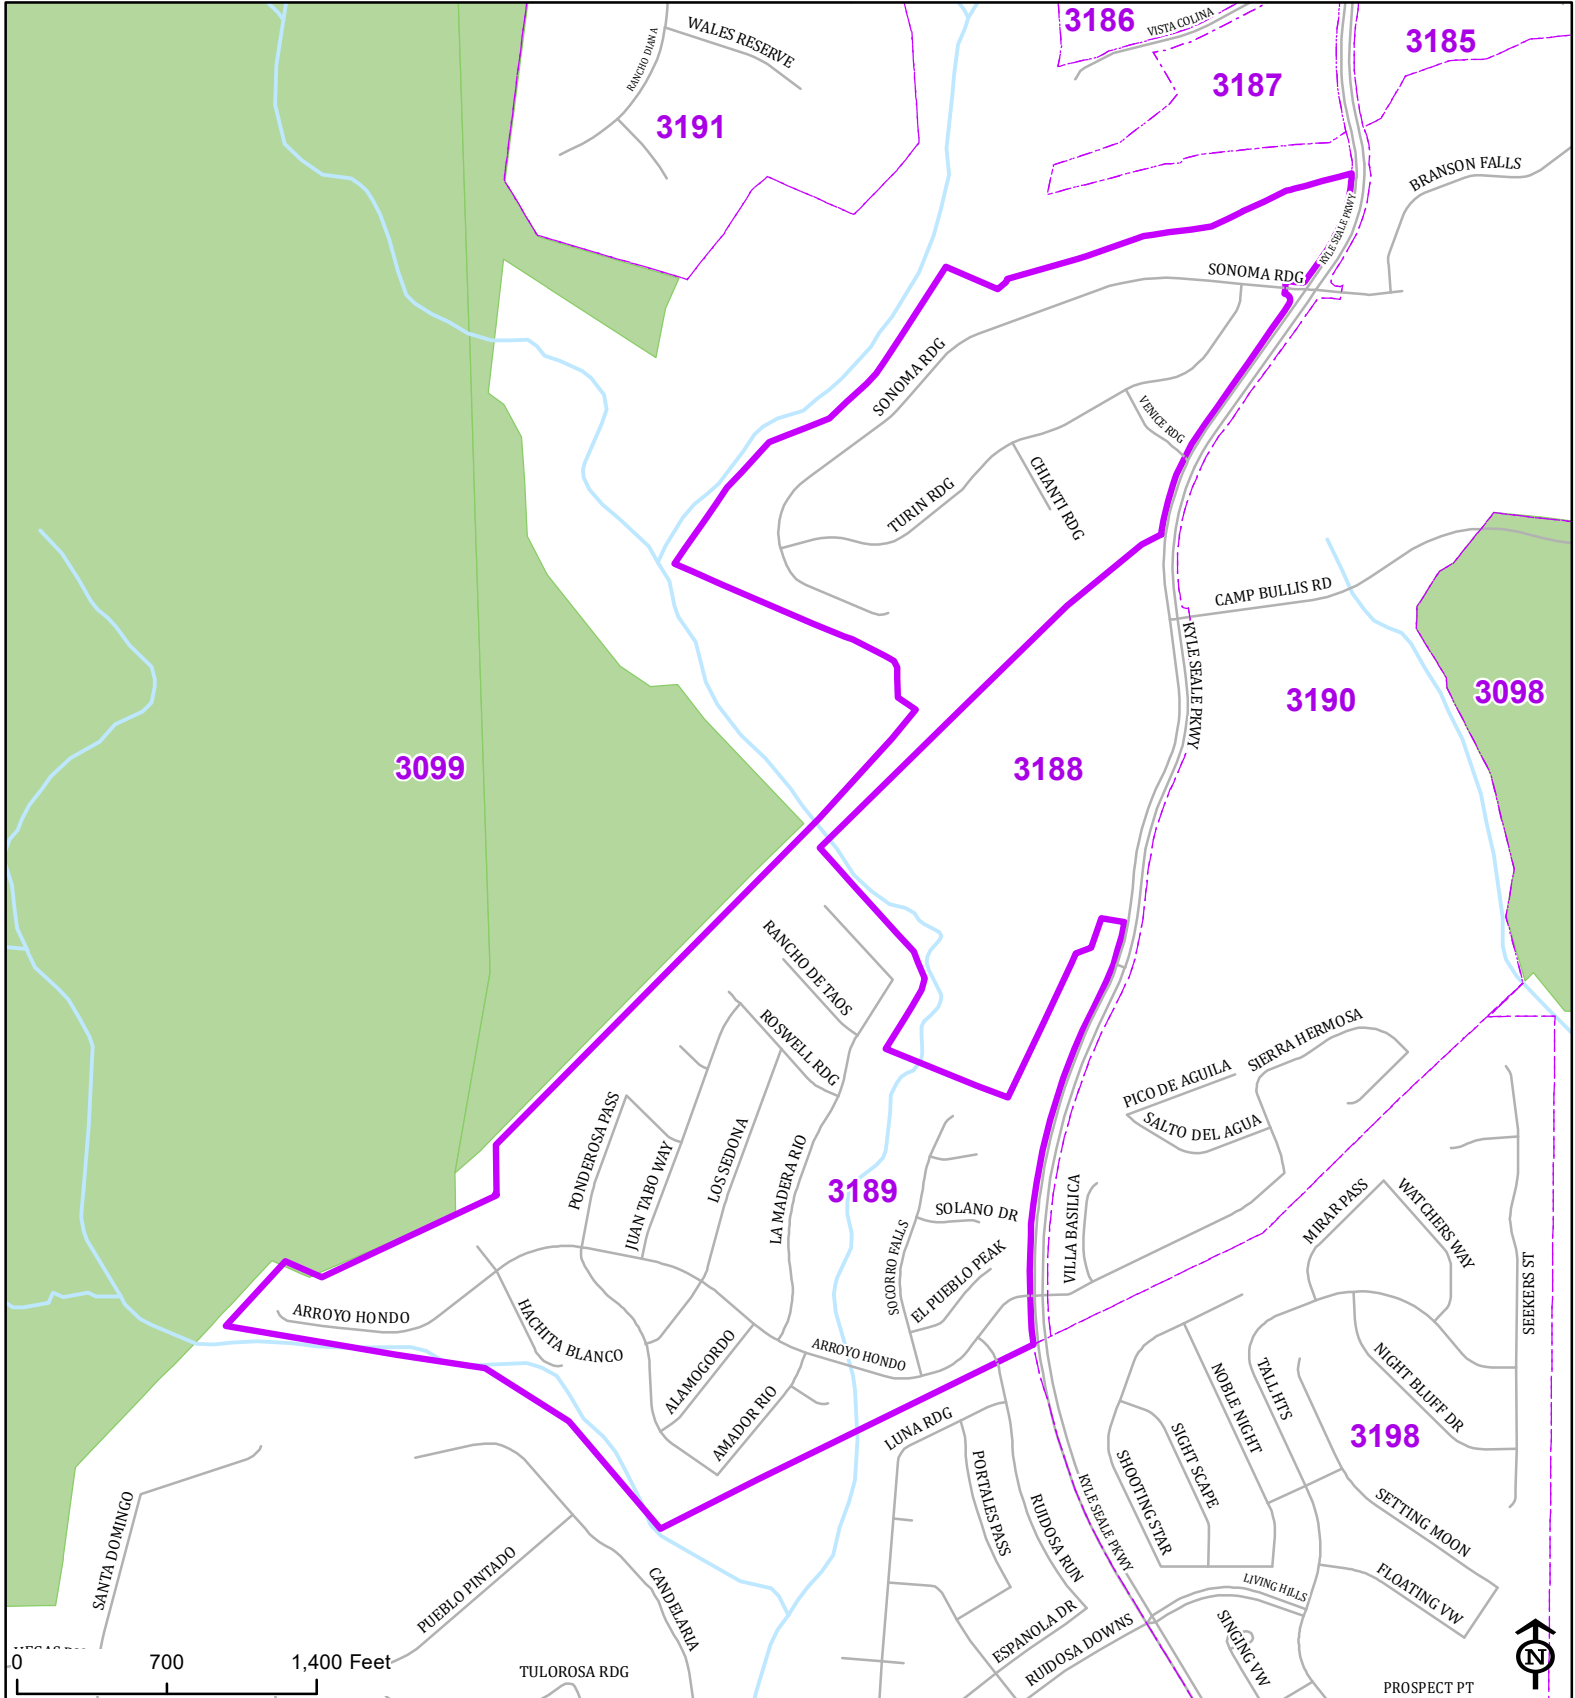 3186
VISTA COLINA
3185
WALES RESERVE
RANCHO DIANA
3187
3191
BRANSON FALLS
KYLE SEALE PKWY
SONOMA RDG
SONOMA RDG
VENICE RDG
CHIANTI RDG
TURIN RDG
CAMP BULLIS RD
KYLE SEALE PKWY
3190
3098
3099
3188
RANCHO DE TAOS
ROSWELL RDG
SIERRA HERMOSA
PICO DE AGUILA
SALTO DEL AGUA
PONDEROSA PASS
JUAN TABO WAY
LOS SEDONA
LA MADERA RIO
3189
SOLANO DR
SOCORRO FALLS
EL PUEBLO PEAK
VILLA BASILICA
MIRAR PASS
WATCHERS WAY
SEEKERS ST
ARROYO HONDO
HACHITA BLANCO
ALAMOGORDO
AMADOR RIO
ARROYO HONDO
LUNA RDG
NOBLE NIGHT
TALL HTS
NIGHT BLUFF DR
3198
SIGHT SCAPE
SHOOTING STAR
PORTALES PASS
RUIDOSA RUN
KYLE SEALE PKWY
SETTING MOON
FLOATING VW
LIVING HILLS
SINGING VW
SANTA DOMINGO
PUEBLO PINTADO
CANDELARIA
ESPANOLA DR
RUIDOSA DOWNS
TULOROSA RDG
PROSPECT PT
0 700 1,400 Feet
N